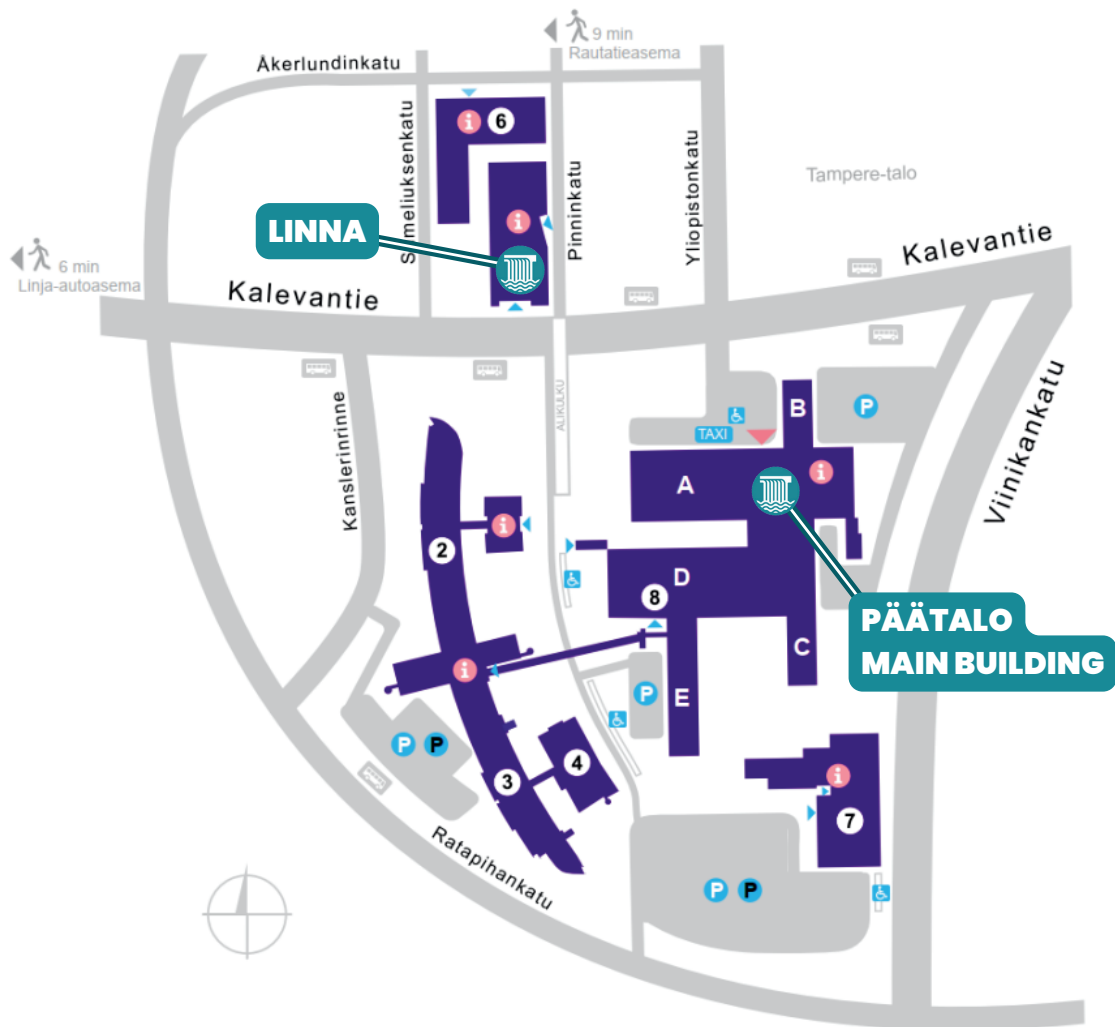 9 min
Rautatieasema
Åkerlundinkatu
i 6
Sumeliuksenkatu
Pinninkatu
Yliopistonkatu
Tampere-talo
i
LINNA
6 min
Linja-autoasema
Kalevantie
Kalevantie
Kanslerinrinne
ALIKULKU
TAXI
B
P
A
i
Viinikankatu
2
i
D
8
PÄÄTALO
MAIN BUILDING
C
i
P
E
P P
3
4
i
7
Ratapihankatu
P P